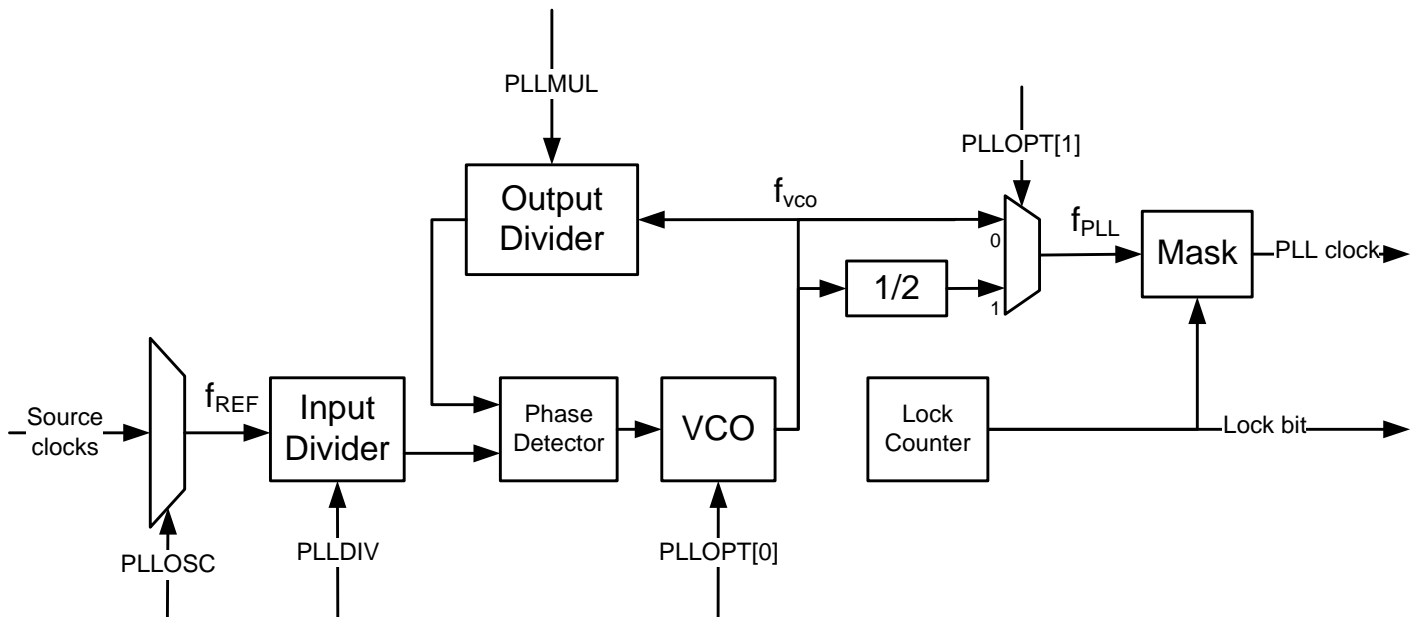 PLLMUL
PLLOPT[1]
Output
Divider
fvco
0
fPLL
Mask
PLL clock
1/2
1
Source
clocks
fREF
Input
Divider
Phase
Detector
VCO
Lock
Counter
Lock bit
PLLOSC
PLLDIV
PLLOPT[0]